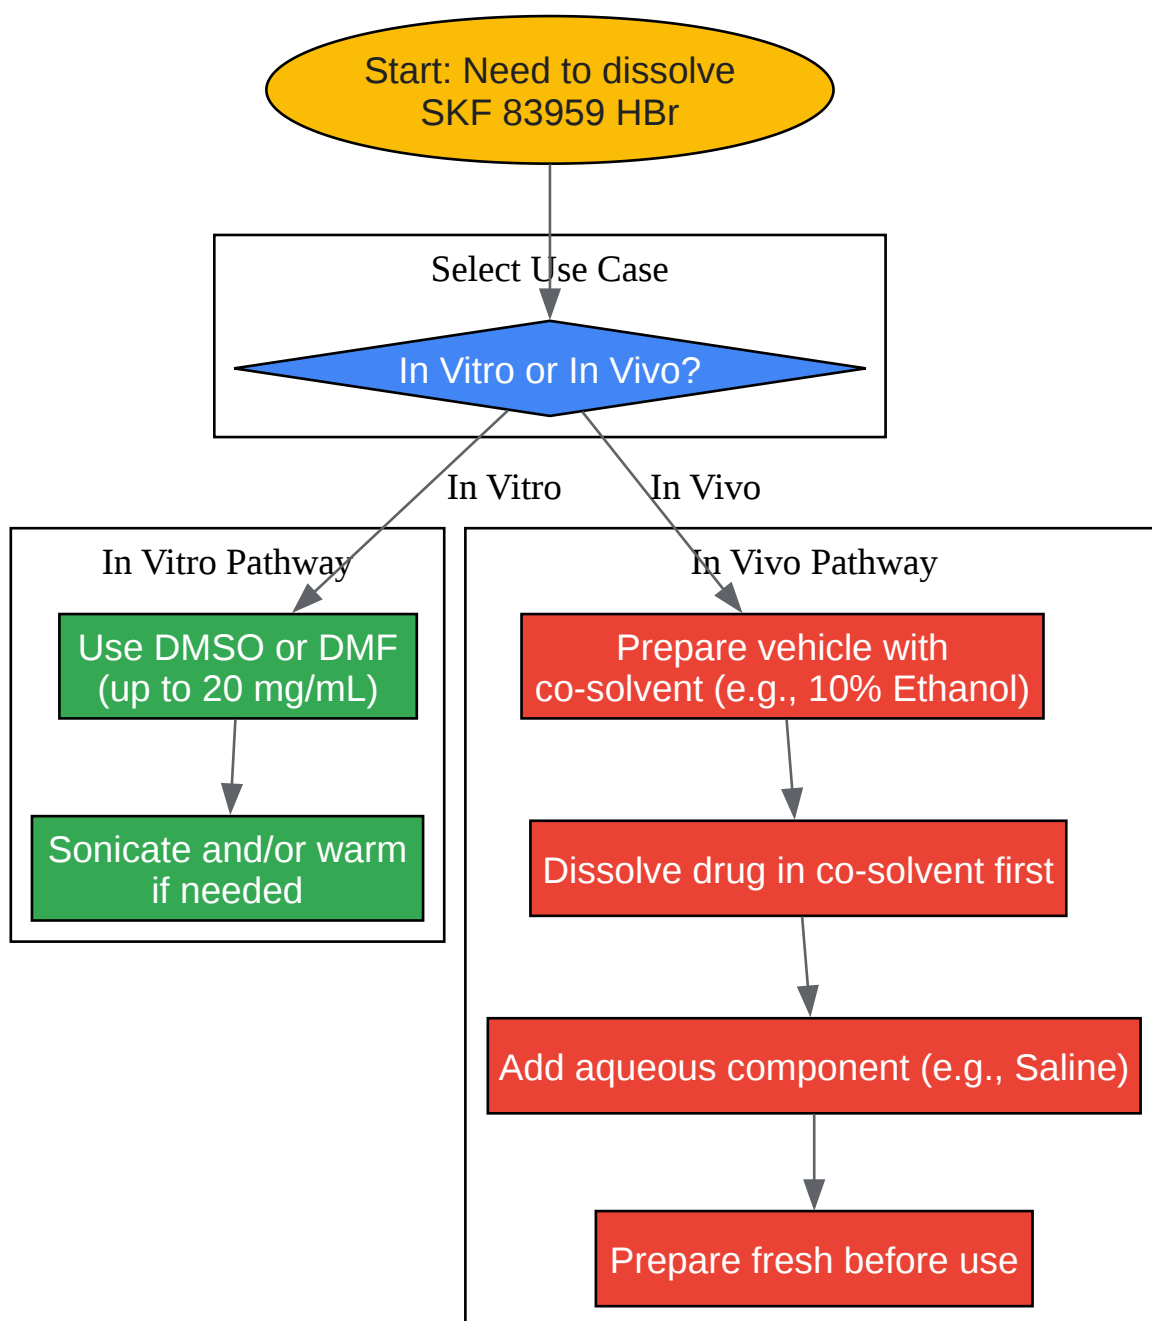 Start: Need to dissolve
SKF 83959 HBr
Select Use Case
In Vitro or In Vivo?
In Vitro
In Vivo
In Vitro Pathway
Use DMSO or DMF
(up to 20 mg/mL)
Sonicate and/or warm
if needed
In Vivo Pathway
Prepare vehicle with
co-solvent (e.g., 10% Ethanol)
Dissolve drug in co-solvent first
Add aqueous component (e.g., Saline)
Prepare fresh before use